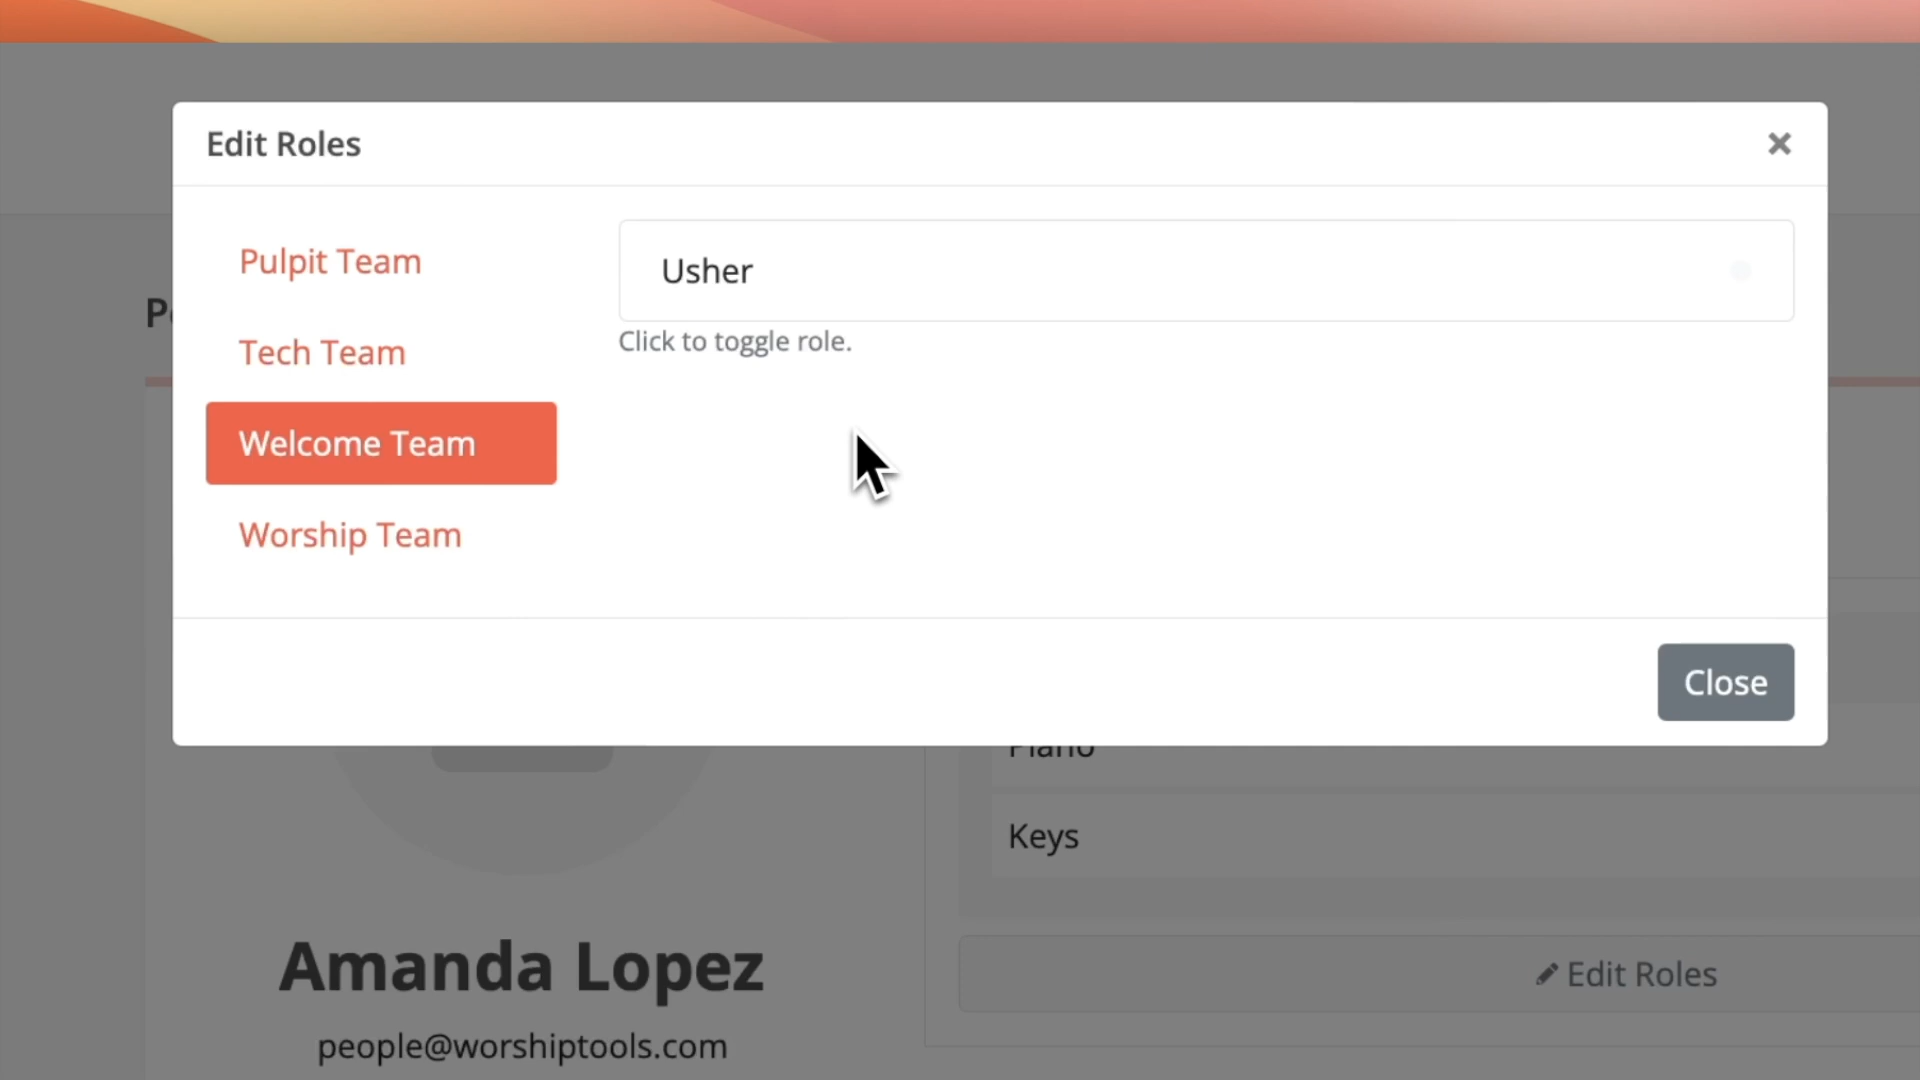 Edit Roles
Pulpit Team
Tech Team
Welcome Team
Worship Team
Usher
Click to toggle role.
Close
Piano
Keys
Edit Roles
Amanda Lopez
people@worshiptools.com